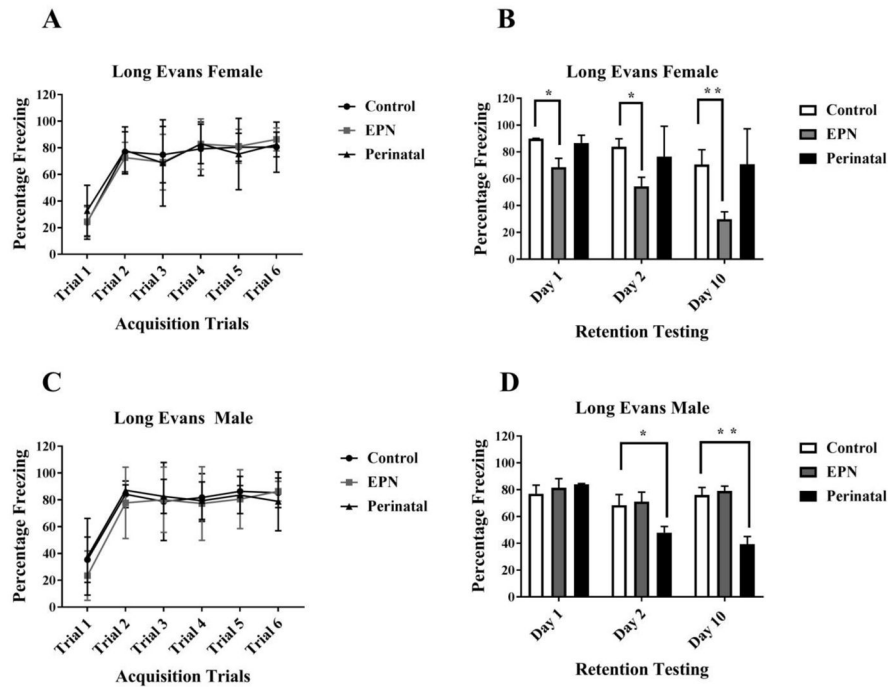 A
Long Evans Female
Percentage Freezing
120
100
80
60
40
20
0
Trial 1
Trial 2
Trial 3
Trial 4
Trial 5
Trial 6
Acquisition Trials
Control
EPN
Perinatal
B
Long Evans Female
Percentage Freezing
120
100
80
60
40
20
0
*
*
* *
Day 1
Day 2
Day 10
Retention Testing
Control
EPN
Perinatal
C
Long Evans Male
Percentage Freezing
120
100
80
60
40
20
0
Trial 1
Trial 2
Trial 3
Trial 4
Trial 5
Trial 6
Acquisition Trials
Control
EPN
Perinatal
D
Long Evans Male
Percentage Freezing
120
100
80
60
40
20
0
*
* *
Day 1
Day 2
Day 10
Retention Testing
Control
EPN
Perinatal